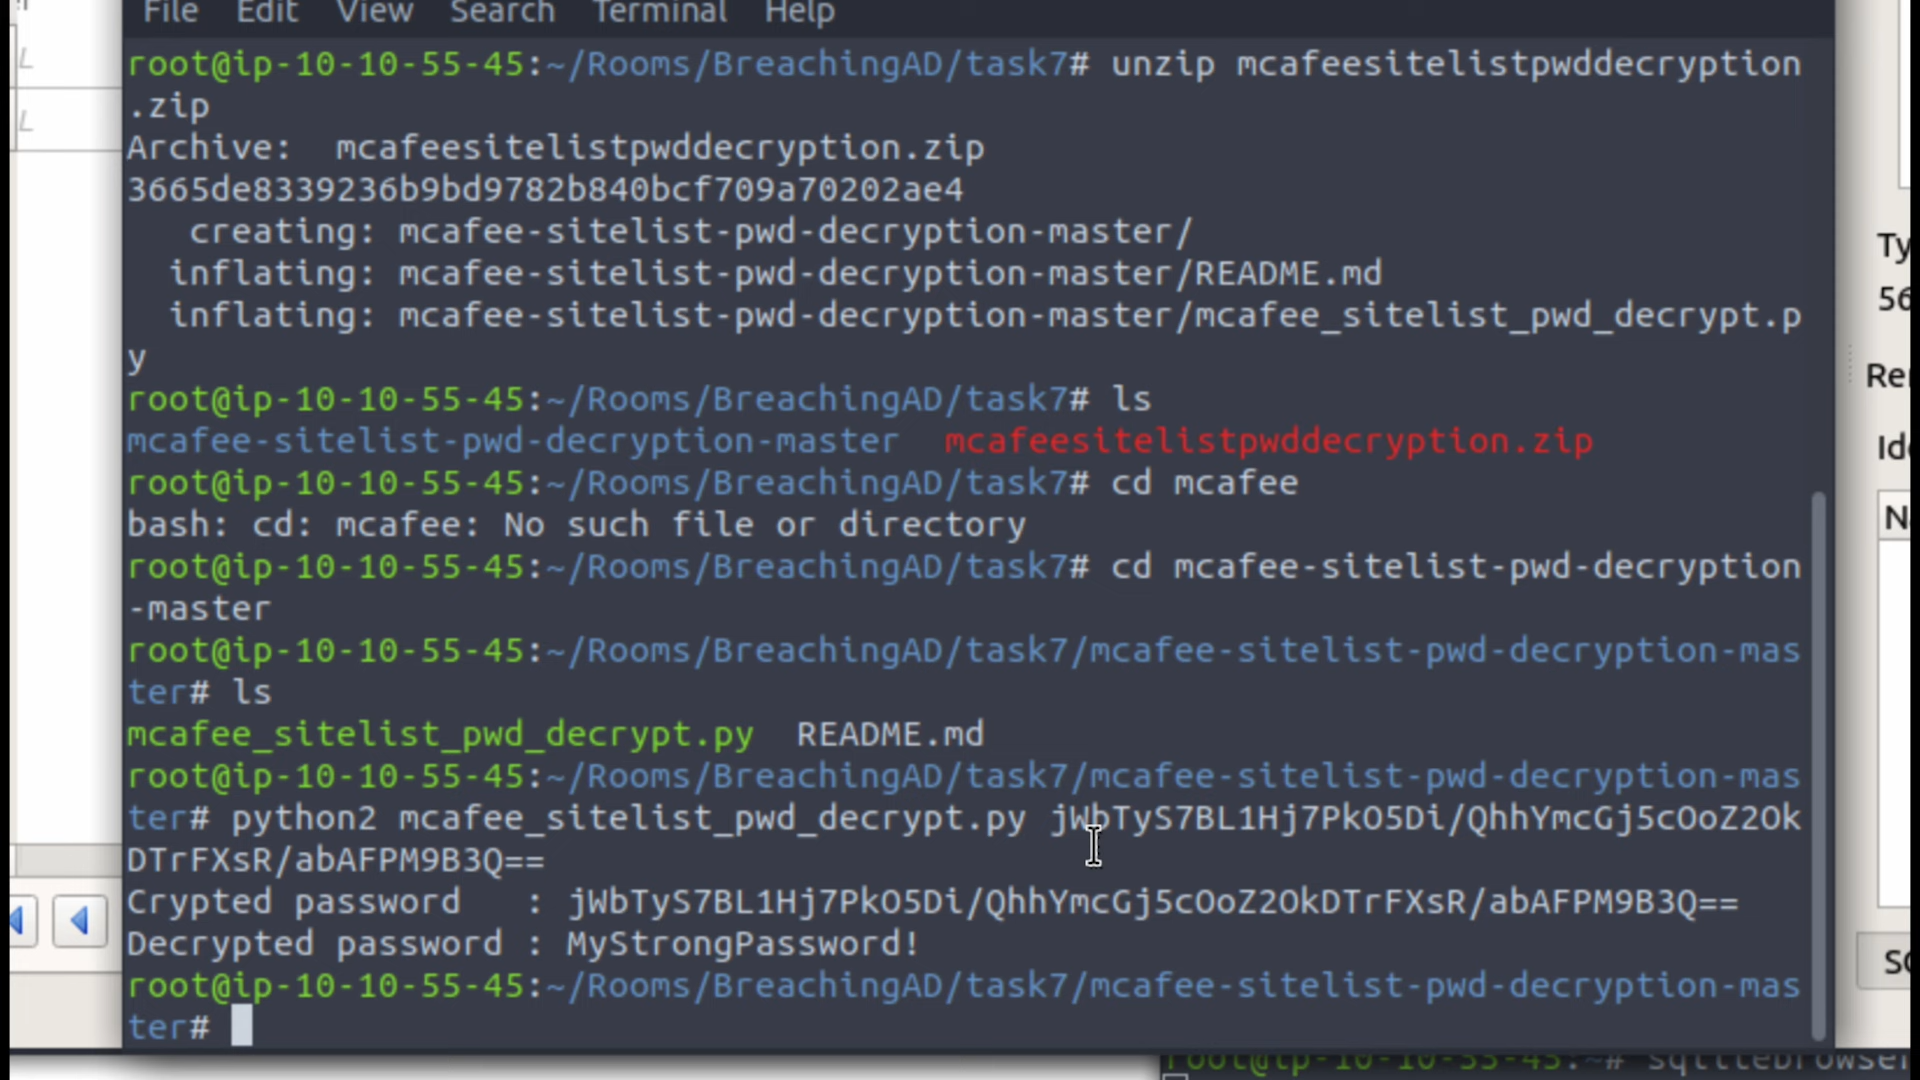 File Edit View Search Terminal Help
root@ip-10-10-55-45:~/Rooms/BreachingAD/task7# unzip mcafeesitelistpwddecryption
.zip
Archive:  mcafeesitelistpwddecryption.zip
3665de8339236b9bd9782b840bcf709a70202ae4
   creating: mcafee-sitelist-pwd-decryption-master/
  inflating: mcafee-sitelist-pwd-decryption-master/README.md
  inflating: mcafee-sitelist-pwd-decryption-master/mcafee_sitelist_pwd_decrypt.p
y
root@ip-10-10-55-45:~/Rooms/BreachingAD/task7# ls
mcafee-sitelist-pwd-decryption-master  mcafeesitelistpwddecryption.zip
root@ip-10-10-55-45:~/Rooms/BreachingAD/task7# cd mcafee
bash: cd: mcafee: No such file or directory
root@ip-10-10-55-45:~/Rooms/BreachingAD/task7# cd mcafee-sitelist-pwd-decryption
-master
root@ip-10-10-55-45:~/Rooms/BreachingAD/task7/mcafee-sitelist-pwd-decryption-mas
ter# ls
mcafee_sitelist_pwd_decrypt.py  README.md
root@ip-10-10-55-45:~/Rooms/BreachingAD/task7/mcafee-sitelist-pwd-decryption-mas
ter# python2 mcafee_sitelist_pwd_decrypt.py jWbTyS7BL1Hj7PkO5Di/QhhYmcGj5cOoZ2Ok
DTrFXsR/abAFPM9B3Q==
Crypted password   : jWbTyS7BL1Hj7PkO5Di/QhhYmcGj5cOoZ2OkDTrFXsR/abAFPM9B3Q==
Decrypted password : MyStrongPassword!
root@ip-10-10-55-45:~/Rooms/BreachingAD/task7/mcafee-sitelist-pwd-decryption-mas
ter#
Ty
56
Re
Id
N